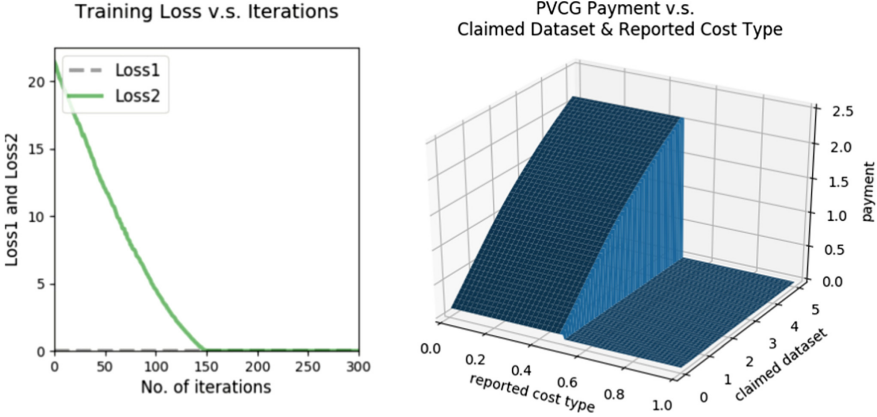 Training Loss v.s. Iterations
Loss1 and Loss2
20
15
10
5
0
Loss1
Loss2
0 50 100 150 200 250 300
No. of iterations
PVCG Payment v.s.
Claimed Dataset & Reported Cost Type
2.5
2.0
1.5
1.0
0.5
0.0
payment
0.0 0.2 0.4 0.6 0.8 1.0
reported cost type
0 1 2 3 4 5
claimed dataset